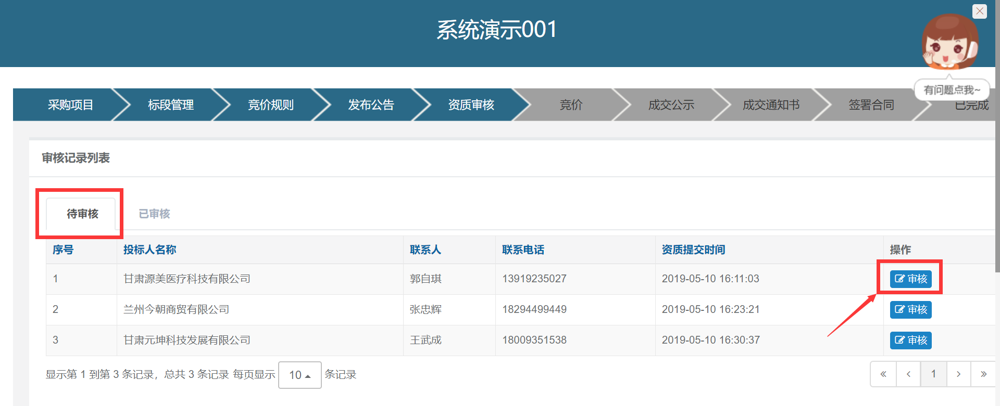 系统演示001
有问题点我~
采购项目 标段管理 竞价规则 发布公告 资质审核 竞价 成交公示 成交通知书 签署合同 已完成
审核记录列表
待审核 已审核
序号 投标人名称 联系人 联系电话 资质提交时间 操作
1 甘肃源美医疗科技有限公司 郭自琪 13919235027 2019-05-10 16:11:03 审核
2 兰州今朝商贸有限公司 张忠辉 18294499449 2019-05-10 16:23:21 审核
3 甘肃元坤科技发展有限公司 王武成 18009351538 2019-05-10 16:30:37 审核
显示第 1 到第 3 条记录，总共 3 条记录 每页显示 10 条记录 « ‹ 1 › »